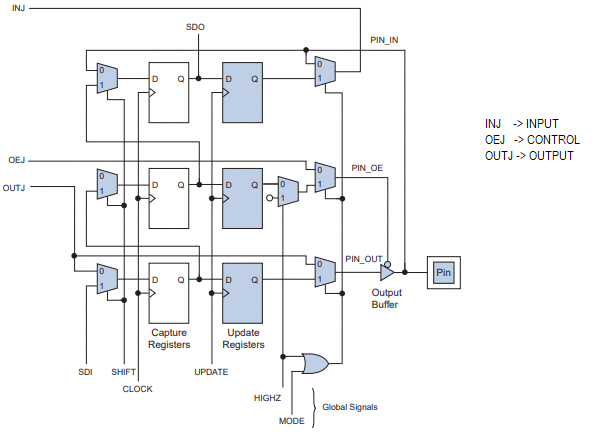 INJ
SDO
PIN_IN
0
1
D Q
D Q
0
1
INJ -> INPUT
OEJ -> CONTROL
OUTJ -> OUTPUT
OEJ
PIN_OE
OUTJ
0
1
D Q
D Q
0
1
0
1
PIN_OUT
0
1
D Q
D Q
0
1
Pin
Output
Buffer
Capture
Registers
Update
Registers
SDI
SHIFT
UPDATE
CLOCK
HIGHZ
MODE
Global Signals